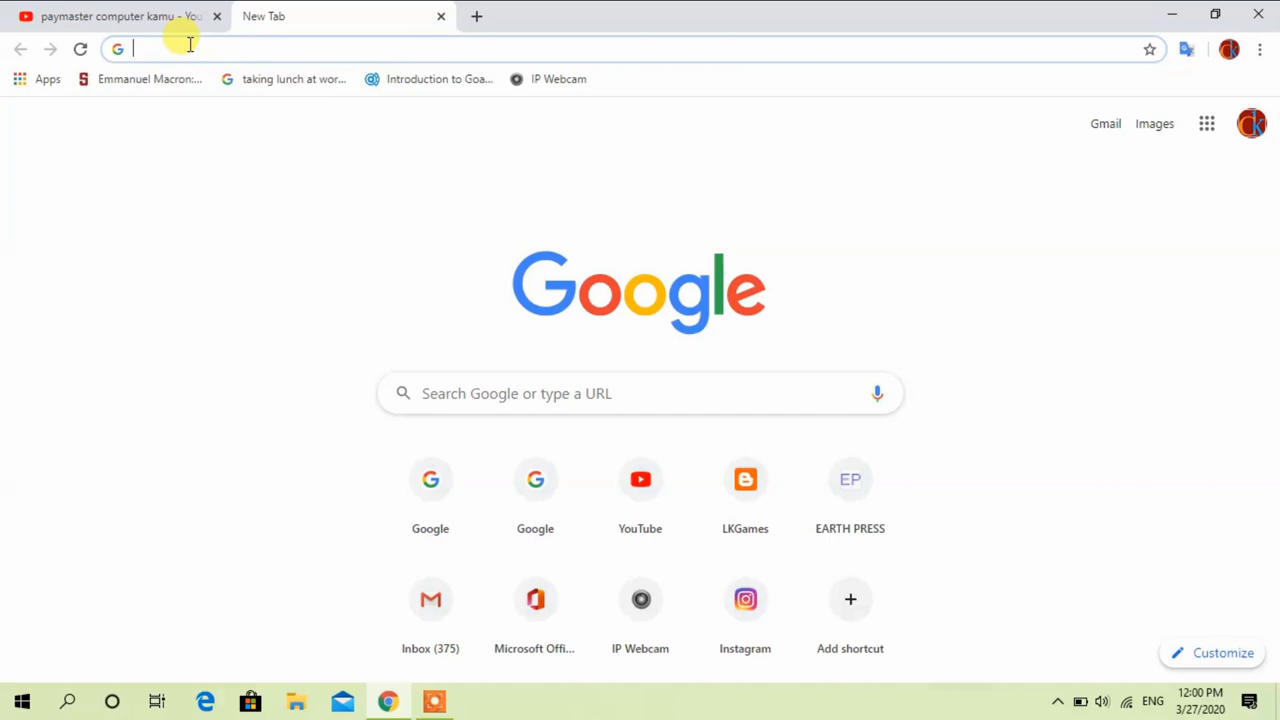 paymaster computer kamu - You
New Tab
Apps
Emmanuel Macron:...
taking lunch at wor...
Introduction to Goa...
IP Webcam
Gmail
Images
Google
Search Google or type a URL
Google
Google
YouTube
LKGames
EP
EARTH PRESS
Inbox (375)
Microsoft Offi...
IP Webcam
Instagram
Add shortcut
Customize
ENG
12:00 PM
3/27/2020